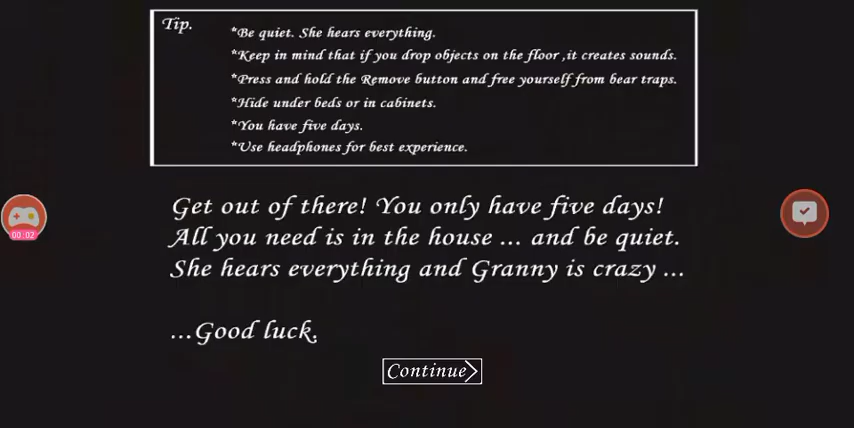 Tip.
*Be quiet. She hears everything.
*Keep in mind that if you drop objects on the floor ,it creates sounds.
*Press and hold the Remove button and free yourself from bear traps.
*Hide under beds or in cabinets.
*You have five days.
*Use headphones for best experience.
Get out of there! You only have five days!
All you need is in the house ... and be quiet.
She hears everything and Granny is crazy ...
...Good luck.
Continue
00:02